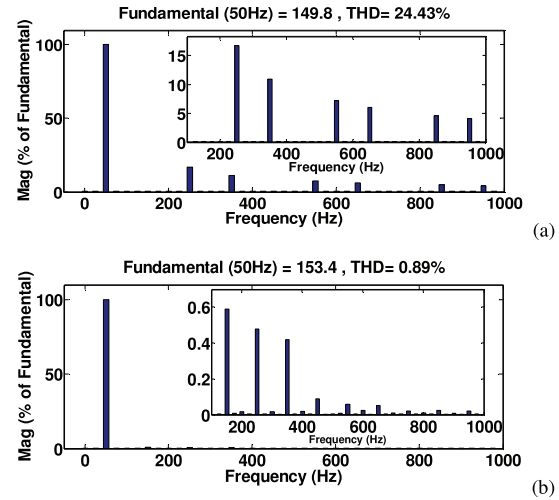 Fundamental (50Hz) = 149.8 , THD= 24.43%
Mag (% of Fundamental)
100
50
0
15
10
5
0
200 400 600 800 1000
Frequency (Hz)
0 200 400 600 800 1000
Frequency (Hz)
(a)
Fundamental (50Hz) = 153.4 , THD= 0.89%
Mag (% of Fundamental)
100
50
0
0.6
0.4
0.2
0
200 400 600 800 1000
Frequency (Hz)
0 200 400 600 800 1000
Frequency (Hz)
(b)